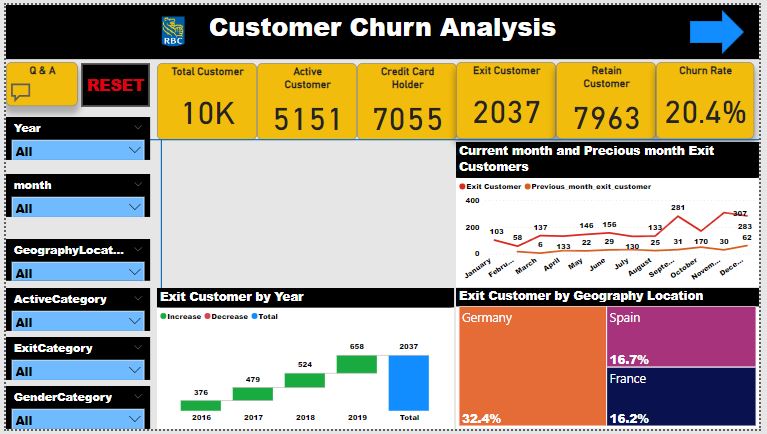 RBC
Customer Churn Analysis
Q & A
RESET
Total Customer
10K
Active
Customer
5151
Credit Card
Holder
7055
Exit Customer
2037
Retain
Customer
7963
Churn Rate
20.4%
Year
All
month
All
GeographyLocat...
All
ActiveCategory
All
ExitCategory
All
GenderCategory
All
Current month and Precious month Exit
Customers
Exit Customer Previous_month_exit_customer
400
200
0
103
58
137
146
156
133
281
307
283
6
133
22
29
130
25
31
170
30
62
January
Febru...
March
April
May
June
July
August
Septe...
October
Novem...
Dece...
Exit Customer by Year
Increase Decrease Total
376
479
524
658
2037
2016 2017 2018 2019 Total
Exit Customer by Geography Location
Germany
32.4%
Spain
16.7%
France
16.2%